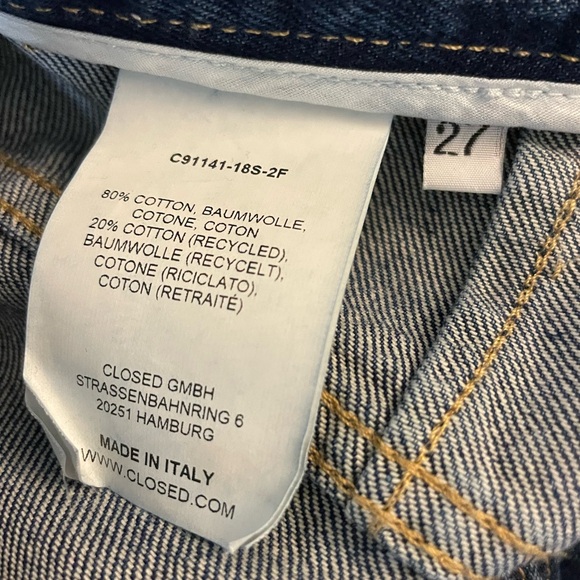 C91141-18S-2F
27
80% COTTON, BAUMWOLLE,
COTONE, COTON
20% COTTON (RECYCLED),
BAUMWOLLE (RECYCELT),
COTONE (RICICLATO),
COTON (RETRAITÉ)
CLOSED GMBH
STRASSENBAHNRING 6
20251 HAMBURG
MADE IN ITALY
WWW.CLOSED.COM